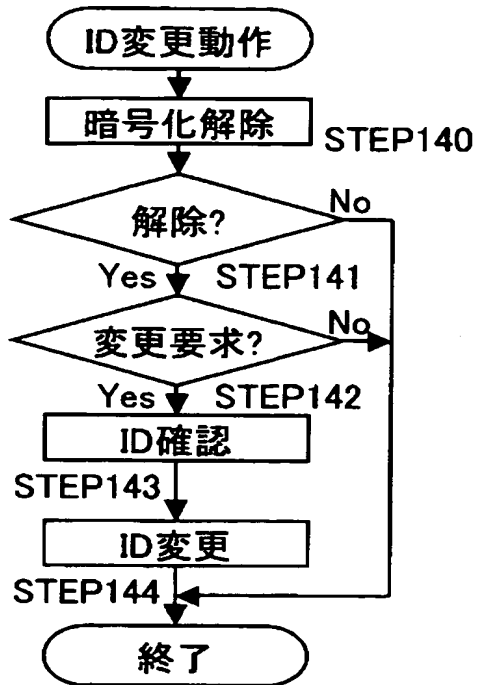 ID変更動作
暗号化解除
STEP140
解除?
No
Yes
STEP141
変更要求?
No
Yes
STEP142
ID確認
STEP143
ID変更
STEP144
終了